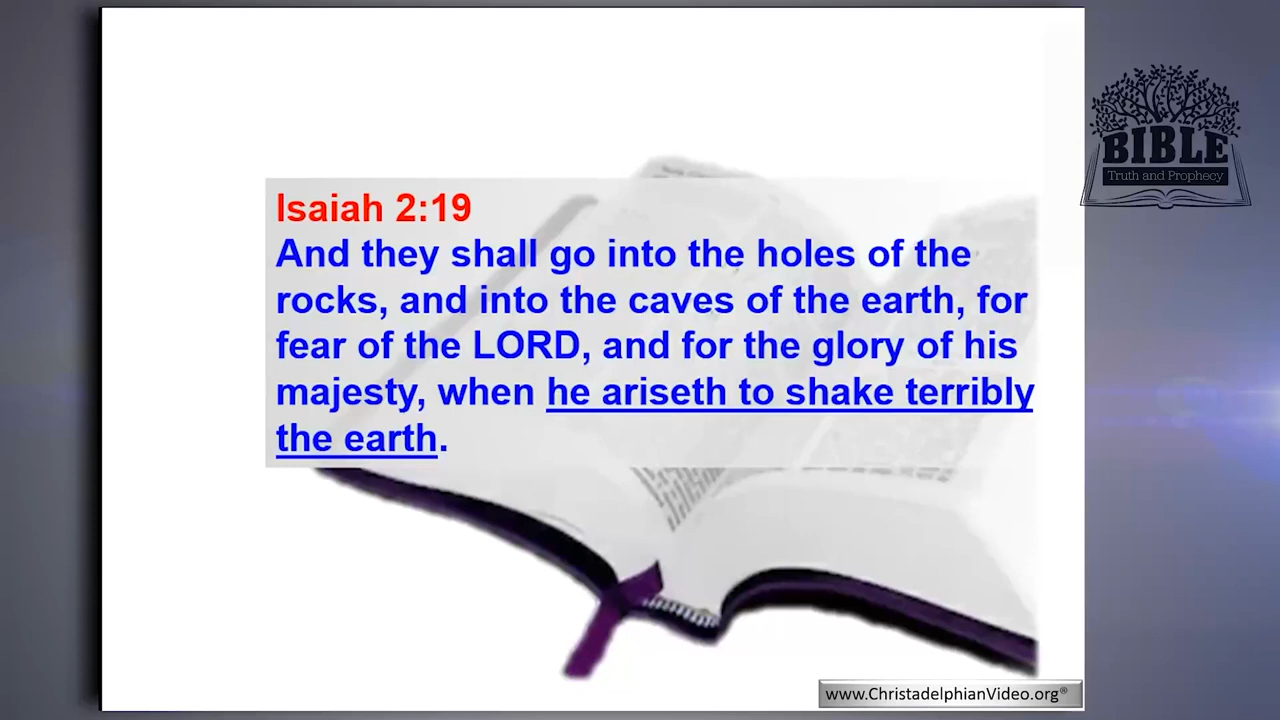 Isaiah 2:19
And they shall go into the holes of the
rocks, and into the caves of the earth, for
fear of the LORD, and for the glory of his
majesty, when he ariseth to shake terribly
the earth.
BIBLE
Truth and Prophecy
www.ChristadelphianVideo.org®